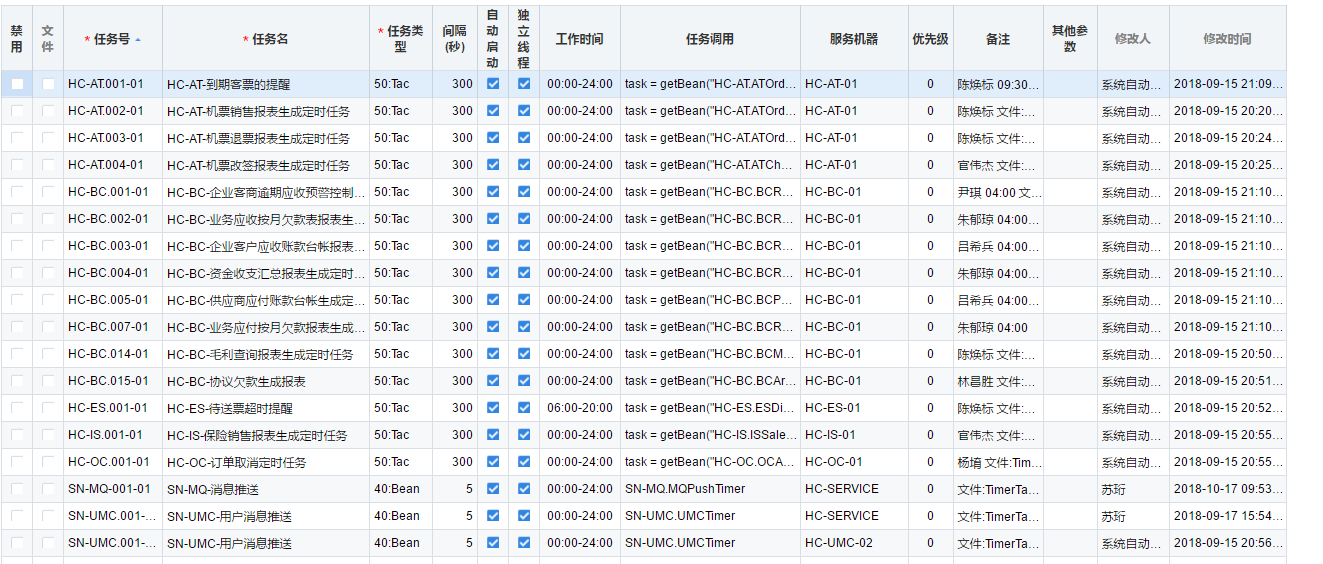 禁用 文件 * 任务号 * 任务名 * 任务类型 间隔(秒) 自动启动 独立线程 工作时间 任务调用 服务机器 优先级 备注 其他参数 修改人 修改时间
HC-AT.001-01 HC-AT-到期客票的提醒 50:Tac 300 00:00-24:00 task = getBean("HC-AT.ATOrd... HC-AT-01 0 陈焕标 09:30... 系统自动... 2018-09-15 21:09...
HC-AT.002-01 HC-AT-机票销售报表生成定时任务 50:Tac 300 00:00-24:00 task = getBean("HC-AT.ATOrd... HC-AT-01 0 陈焕标 文件:... 系统自动... 2018-09-15 20:20...
HC-AT.003-01 HC-AT-机票退票报表生成定时任务 50:Tac 300 00:00-24:00 task = getBean("HC-AT.ATOrd... HC-AT-01 0 陈焕标 文件:... 系统自动... 2018-09-15 20:24...
HC-AT.004-01 HC-AT-机票改签报表生成定时任务 50:Tac 300 00:00-24:00 task = getBean("HC-AT.ATCh... HC-AT-01 0 官伟杰 文件:... 系统自动... 2018-09-15 20:25...
HC-BC.001-01 HC-BC-企业客商逾期应收预警控制... 50:Tac 300 00:00-24:00 task = getBean("HC-BC.BCR... HC-BC-01 0 尹琪 04:00 文... 系统自动... 2018-09-15 21:10...
HC-BC.002-01 HC-BC-业务应收按月欠款表报表生... 50:Tac 300 00:00-24:00 task = getBean("HC-BC.BCR... HC-BC-01 0 朱郁琼 04:00... 系统自动... 2018-09-15 21:10...
HC-BC.003-01 HC-BC-企业客户应收账款台帐报表... 50:Tac 300 00:00-24:00 task = getBean("HC-BC.BCR... HC-BC-01 0 吕希兵 04:00... 系统自动... 2018-09-15 21:10...
HC-BC.004-01 HC-BC-资金收支汇总报表生成定时... 50:Tac 300 00:00-24:00 task = getBean("HC-BC.BCR... HC-BC-01 0 朱郁琼 04:00... 系统自动... 2018-09-15 21:10...
HC-BC.005-01 HC-BC-供应商应付账款台帐生成定... 50:Tac 300 00:00-24:00 task = getBean("HC-BC.BCP... HC-BC-01 0 吕希兵 04:00... 系统自动... 2018-09-15 21:10...
HC-BC.007-01 HC-BC-业务应付按月欠款报表生成... 50:Tac 300 00:00-24:00 task = getBean("HC-BC.BCR... HC-BC-01 0 朱郁琼 04:00 系统自动... 2018-09-15 21:10...
HC-BC.014-01 HC-BC-毛利查询报表生成定时任务 50:Tac 300 00:00-24:00 task = getBean("HC-BC.BCM... HC-BC-01 0 陈焕标 文件:... 系统自动... 2018-09-15 20:50...
HC-BC.015-01 HC-BC-协议欠款生成报表 50:Tac 300 00:00-24:00 task = getBean("HC-BC.BCAr... HC-BC-01 0 林昌胜 文件:... 系统自动... 2018-09-15 20:51...
HC-ES.001-01 HC-ES-待送票超时提醒 50:Tac 300 06:00-20:00 task = getBean("HC-ES.ESDi... HC-ES-01 0 陈焕标 文件:... 系统自动... 2018-09-15 20:52...
HC-IS.001-01 HC-IS-保险销售报表生成定时任务 50:Tac 300 00:00-24:00 task = getBean("HC-IS.ISSale... HC-IS-01 0 官伟杰 文件:... 系统自动... 2018-09-15 20:55...
HC-OC.001-01 HC-OC-订单取消定时任务 50:Tac 300 00:00-24:00 task = getBean("HC-OC.OCA... HC-OC-01 0 杨堉 文件:Tim... 系统自动... 2018-09-15 20:55...
SN-MQ-001-01 SN-MQ-消息推送 40:Bean 5 00:00-24:00 SN-MQ.MQPushTimer HC-SERVICE 0 文件:TimerTa... 苏珩 2018-10-17 09:53...
SN-UMC.001-... SN-UMC-用户消息推送 40:Bean 5 00:00-24:00 SN-UMC.UMCTimer HC-SERVICE 0 文件:TimerTa... 苏珩 2018-09-17 15:54...
SN-UMC.001-... SN-UMC-用户消息推送 40:Bean 5 00:00-24:00 SN-UMC.UMCTimer HC-UMC-02 0 文件:TimerTa... 系统自动... 2018-09-15 20:56...